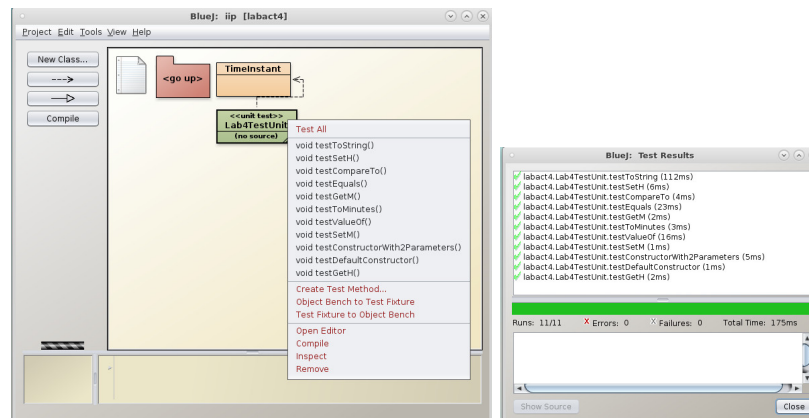 BlueJ: iip [labact4]
Project Edit Tools View Help
New Class...
Compile
<go up>
TimeInstant
<<unit test>>
Lab4TestUnit
(no source)
Test All
void testToString()
void testSetH()
void testCompareTo()
void testEquals()
void testGetM()
void testToMinutes()
void testValueOf()
void testSetM()
void testConstructorWith2Parameters()
void testDefaultConstructor()
void testGetH()
Create Test Method...
Object Bench to Test Fixture
Test Fixture to Object Bench
Open Editor
Compile
Inspect
Remove
BlueJ: Test Results
labact4.Lab4TestUnit.testToString (112ms)
labact4.Lab4TestUnit.testSetH (6ms)
labact4.Lab4TestUnit.testCompareTo (4ms)
labact4.Lab4TestUnit.testEquals (23ms)
labact4.Lab4TestUnit.testGetM (2ms)
labact4.Lab4TestUnit.testToMinutes (3ms)
labact4.Lab4TestUnit.testValueOf (16ms)
labact4.Lab4TestUnit.testSetM (1ms)
labact4.Lab4TestUnit.testConstructorWith2Parameters (5ms)
labact4.Lab4TestUnit.testDefaultConstructor (1ms)
labact4.Lab4TestUnit.testGetH (2ms)
Runs: 11/11 X Errors: 0 X Failures: 0 Total Time: 175ms
Show Source Close